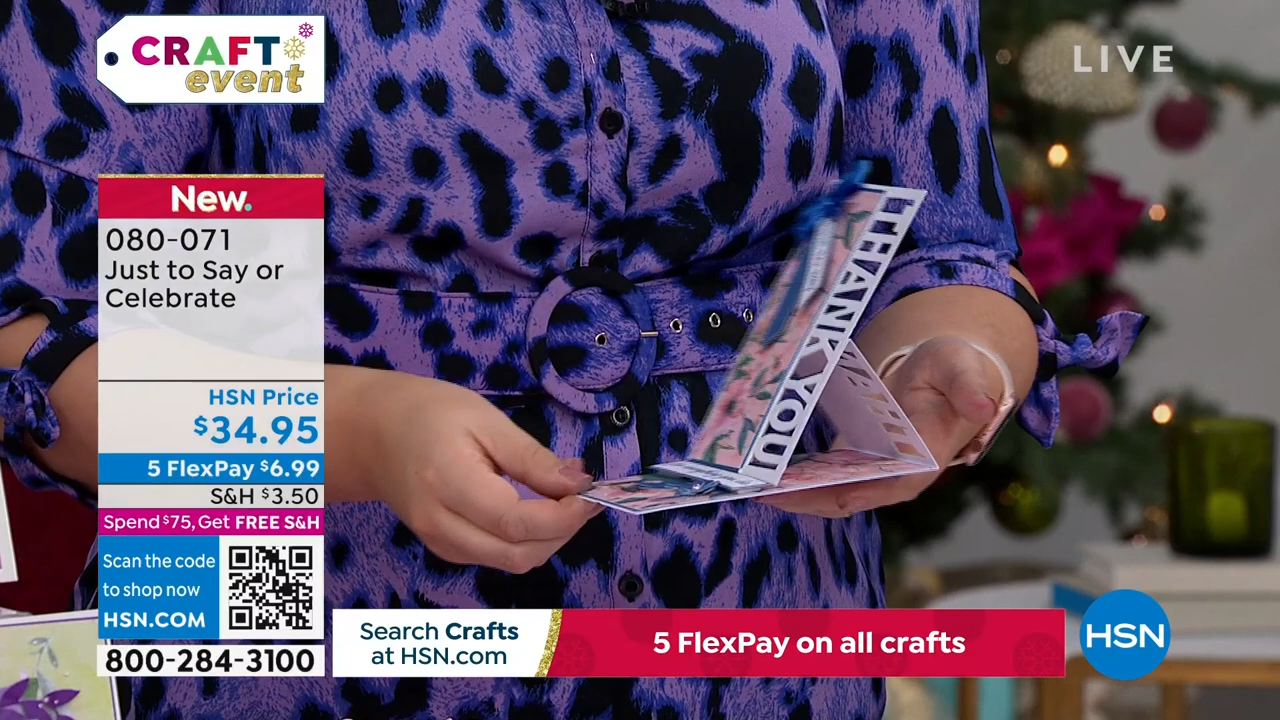 CRAFT
event
LIVE
New.
080-071
Just to Say or
Celebrate
HSN Price
$34.95
5 FlexPay $6.99
S&H $3.50
Spend $75, Get FREE S&H
Scan the code
to shop now
HSN.COM
800-284-3100
THANK YOU
Search Crafts
at HSN.com
5 FlexPay on all crafts
HSN